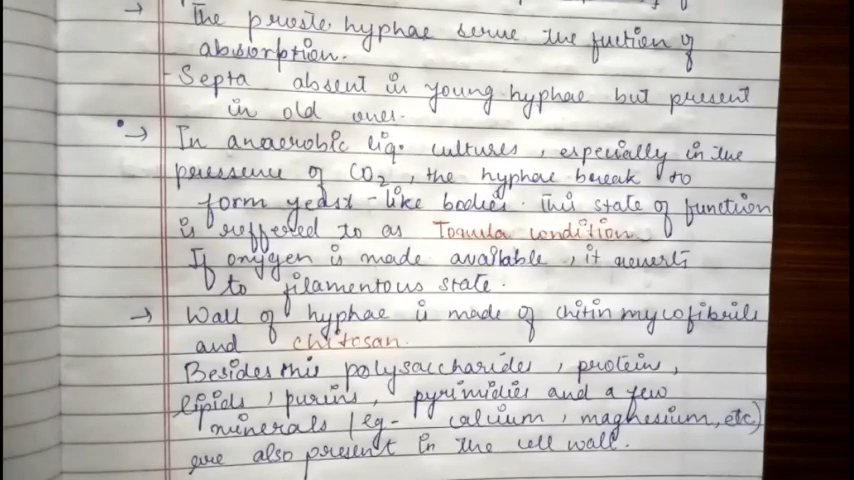 → The proste, hyphae serve the fuction of
absorption.
- Septa absent in young hyphae but present
in old ones.
• → In anaerobic liq. cultures, especially in the
pressence of CO2, the hyphae break to
form yeast-like bodies. This state of function
is reffered to as Torula condition
If oxygen is made available, it reverts
to filamentous state.
→ Wall of hyphae is made of chitin mycofibrils
and chitosan.
Besides this polysaccharides, protein,
lipids, purins, pyrimidies and a few
minerals (eg- calcium, magnesium, etc)
are also present in the cell wall.